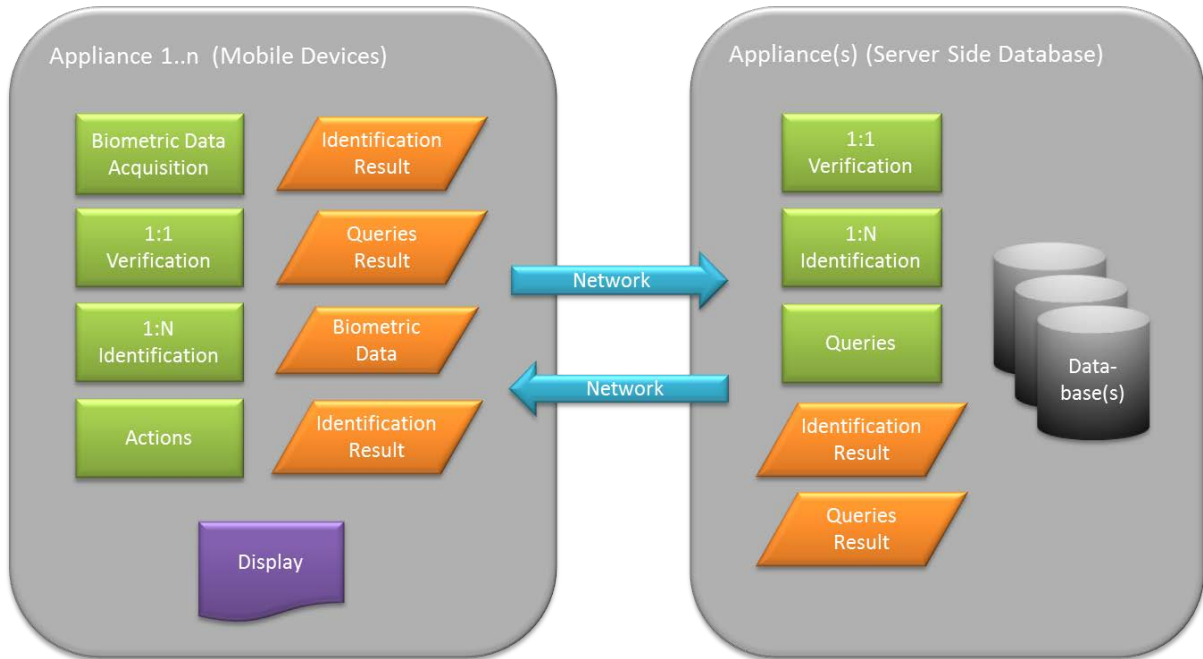 Appliance 1..n (Mobile Devices)
Biometric Data
Acquisition
Identification
Result
1:1
Verification
Queries
Result
1:N
Identification
Biometric
Data
Actions
Identification
Result
Display
Network
Network
Appliance(s) (Server Side Database)
1:1
Verification
1:N
Identification
Queries
Data-
base(s)
Identification
Result
Queries
Result